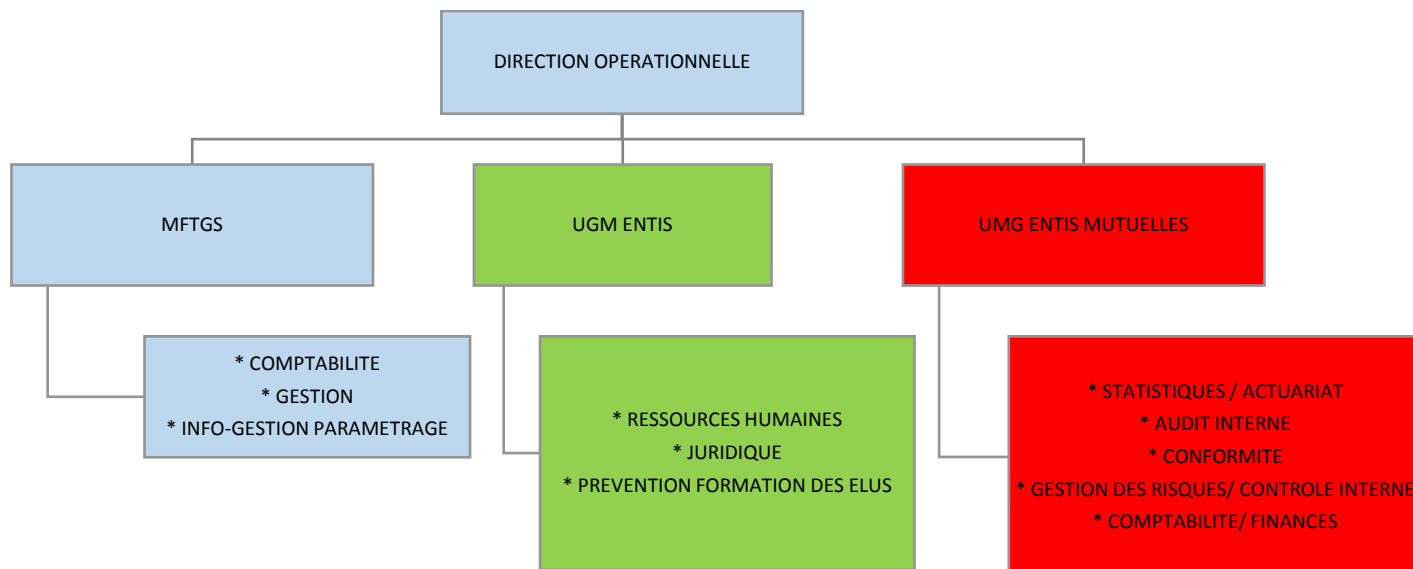 DIRECTION OPERATIONNELLE
MFTGS
UGM ENTIS
UMG ENTIS MUTUELLES
* COMPTABILITE
* GESTION
* INFO-GESTION PARAMETRAGE
* RESSOURCES HUMAINES
* JURIDIQUE
* PREVENTION FORMATION DES ELUS
* STATISTIQUES / ACTUARIAT
* AUDIT INTERNE
* CONFORMITE
* GESTION DES RISQUES/ CONTROLE INTERNE
* COMPTABILITE/ FINANCES